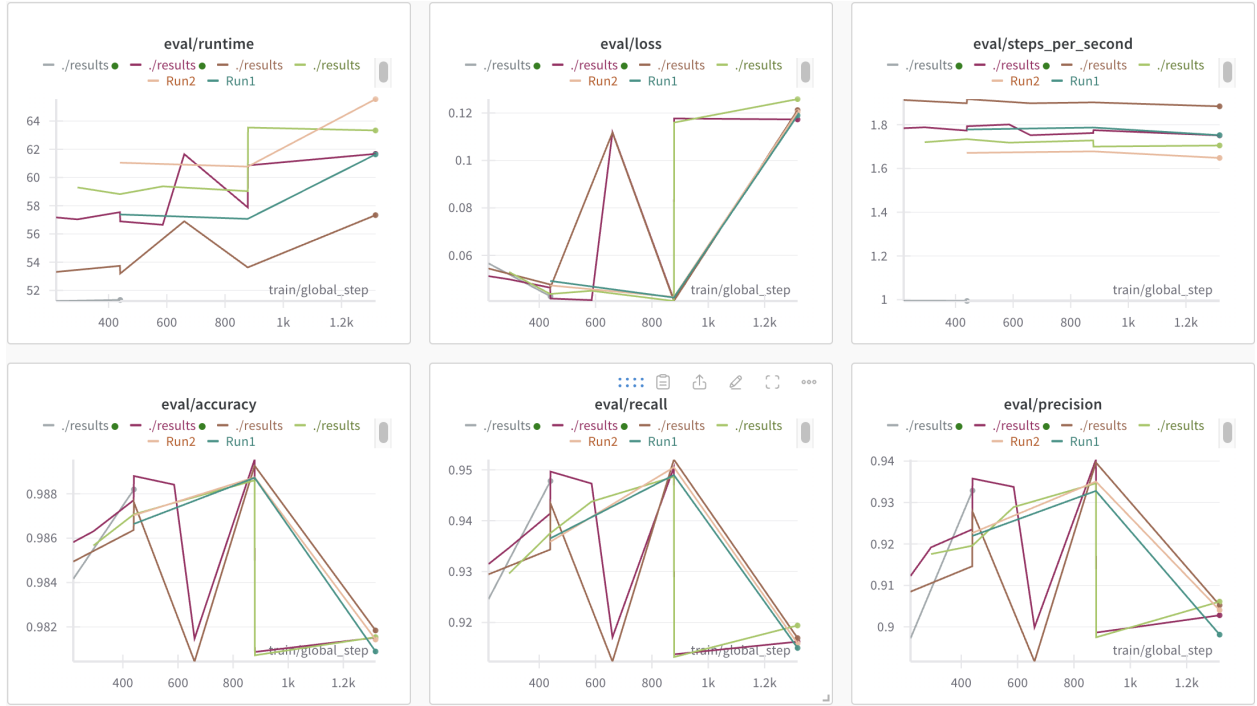 eval/runtime
./results ./results ./results ./results
Run2 Run1
64
62
60
58
56
54
52
train/global_step
400 600 800 1k 1.2k
eval/loss
./results ./results ./results ./results
Run2 Run1
0.12
0.1
0.08
0.06
train/global_step
400 600 800 1k 1.2k
eval/steps_per_second
./results ./results ./results ./results
Run2 Run1
1.8
1.6
1.4
1.2
1
train/global_step
400 600 800 1k 1.2k
eval/accuracy
./results ./results ./results ./results
Run2 Run1
0.988
0.986
0.984
0.982
train/global_step
400 600 800 1k 1.2k
eval/recall
./results ./results ./results ./results
Run2 Run1
0.95
0.94
0.93
0.92
train/global_step
400 600 800 1k 1.2k
eval/precision
./results ./results ./results ./results
Run2 Run1
0.94
0.93
0.92
0.91
0.9
train/global_step
400 600 800 1k 1.2k